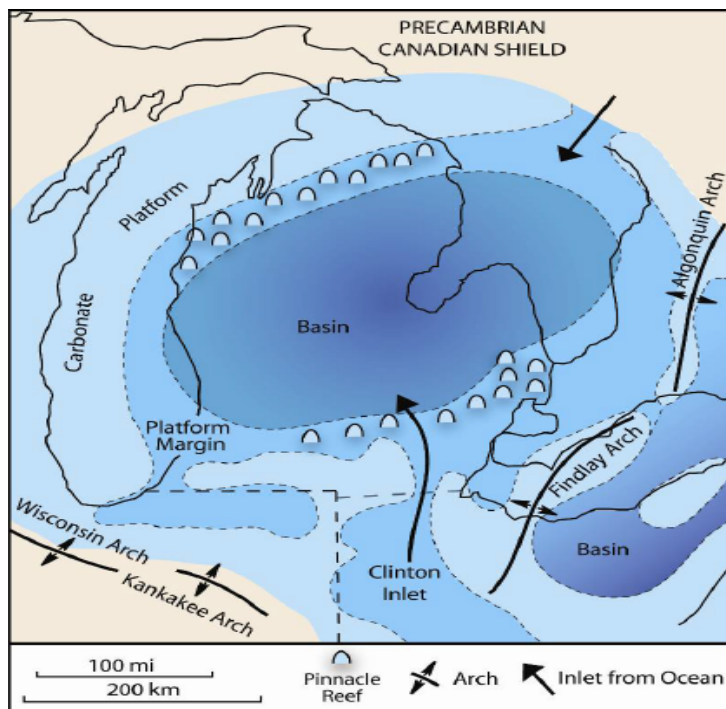 PRECAMBRIAN
CANADIAN SHIELD
Platform
Algonquin Arch
Carbonate
Basin
Platform
Margin
Findlay Arch
Wisconsin Arch
Kankakee Arch
Clinton
Inlet
Basin
100 mi
200 km
Pinnacle
Reef
Arch
Inlet from Ocean